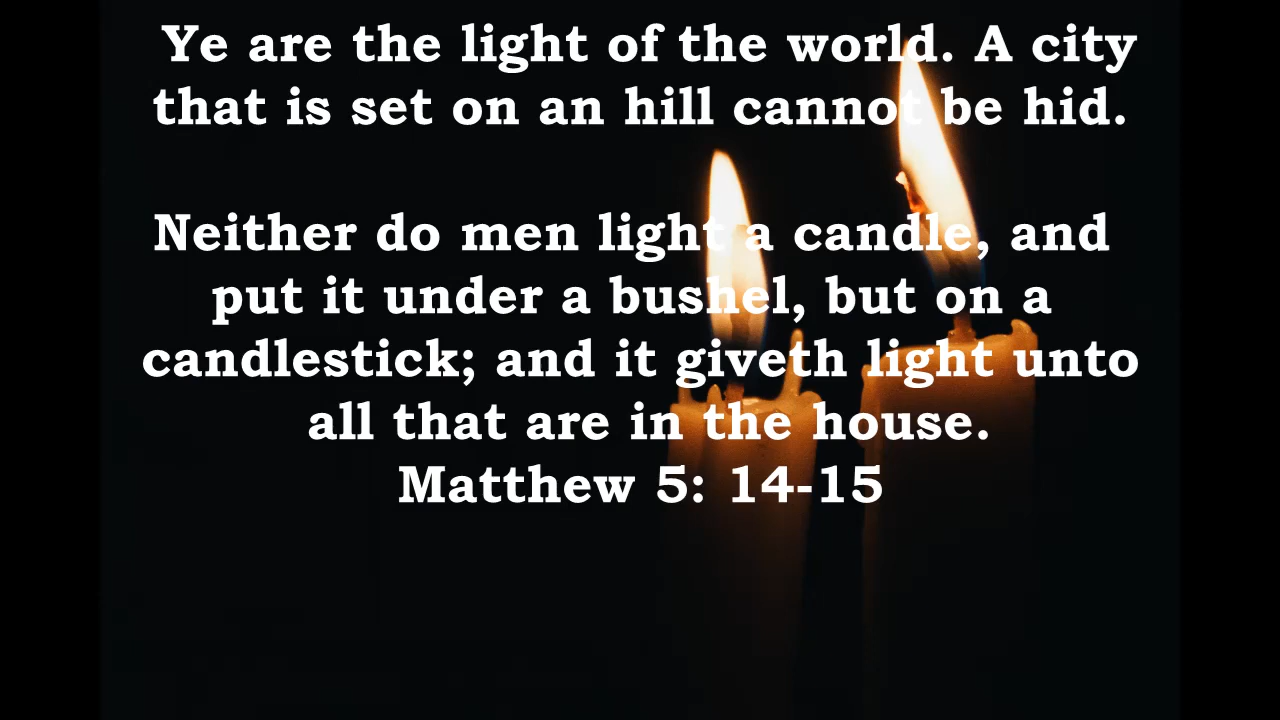 Ye are the light of the world. A city
that is set on an hill cannot be hid.
Neither do men light a candle, and
put it under a bushel, but on a
candlestick; and it giveth light unto
all that are in the house.
Matthew 5: 14-15